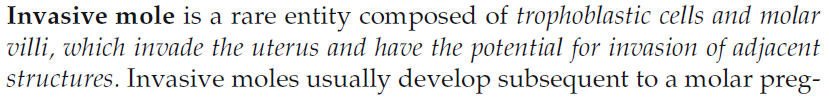 Invasive mole is a rare entity composed of trophoblastic cells and molar
villi, which invade the uterus and have the potential for invasion of adjacent
structures. Invasive moles usually develop subsequent to a molar preg-